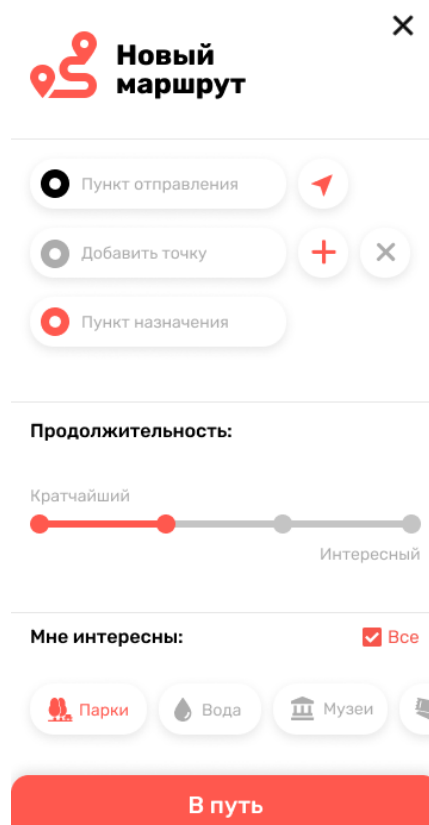 Новый
маршрут
Пункт отправления
Добавить точку
Пункт назначения
Продолжительность:
Кратчайший
Интересный
Мне интересны:
Все
Парки
Вода
Музеи
В путь